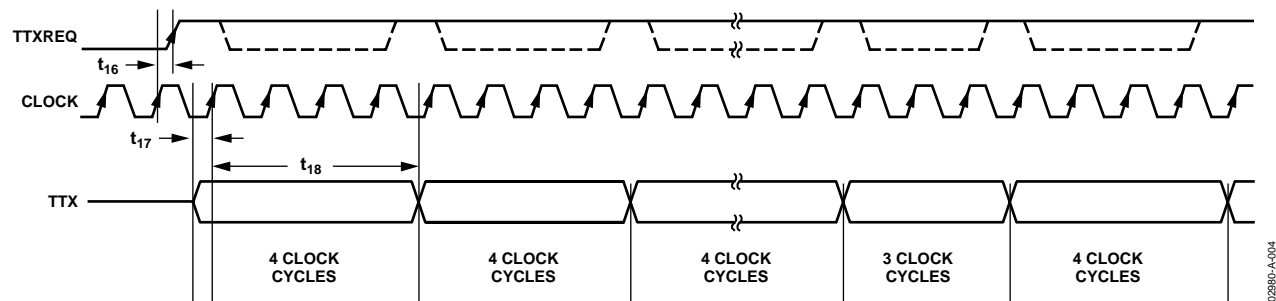 TTXREQ
t16
CLOCK
t17
t18
TTX
4 CLOCK
CYCLES
4 CLOCK
CYCLES
4 CLOCK
CYCLES
3 CLOCK
CYCLES
4 CLOCK
CYCLES
02980-A-004